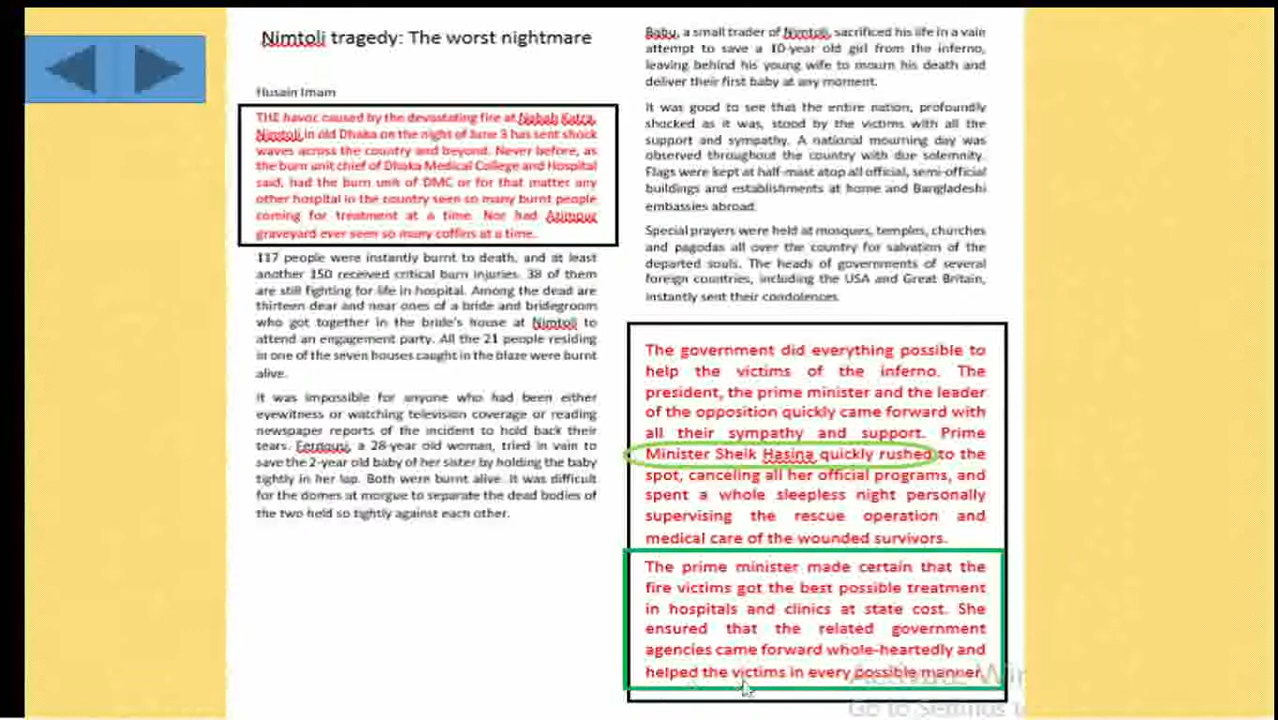 Nimtoli tragedy: The worst nightmare
Husain Imam
THE havoc caused by the devastating fire at Nabab Katra,
Nimtoli in old Dhaka on the night of June 3 has sent shock
waves across the country and beyond. Never before, as
the burn unit chief of Dhaka Medical College and Hospital
said, had the burn unit of DMC or for that matter any
other hospital in the country seen so many burnt people
coming for treatment at a time. Nor had Azimpur
graveyard ever seen so many coffins at a time.
117 people were instantly burnt to death, and at least
another 150 received critical burn injuries. 38 of them
are still fighting for life in hospital. Among the dead are
thirteen dear and near ones of a bride and bridegroom
who got together in the bride's house at Nimtoli to
attend an engagement party. All the 21 people residing
in one of the seven houses caught in the blaze were burnt
alive.
It was impossible for anyone who had been either
eyewitness or watching television coverage or reading
newspaper reports of the incident to hold back their
tears. Ferdousi, a 28-year old woman, tried in vain to
save the 2-year old baby of her sister by holding the baby
tightly in her lap. Both were burnt alive. It was difficult
for the domes at morgue to separate the dead bodies of
the two held so tightly against each other.
Babu, a small trader of Nimtoli, sacrificed his life in a vain
attempt to save a 10-year old girl from the inferno,
leaving behind his young wife to mourn his death and
deliver their first baby at any moment.
It was good to see that the entire nation, profoundly
shocked as it was, stood by the victims with all the
support and sympathy. A national mourning day was
observed throughout the country with due solemnity.
Flags were kept at half-mast atop all official, semi-official
buildings and establishments at home and Bangladeshi
embassies abroad.
Special prayers were held at mosques, temples, churches
and pagodas all over the country for salvation of the
departed souls. The heads of governments of several
foreign countries, including the USA and Great Britain,
instantly sent their condolences.
The government did everything possible to
help the victims of the inferno. The
president, the prime minister and the leader
of the opposition quickly came forward with
all their sympathy and support. Prime
Minister Sheik Hasina quickly rushed to the
spot, canceling all her official programs, and
spent a whole sleepless night personally
supervising the rescue operation and
medical care of the wounded survivors.
The prime minister made certain that the
fire victims got the best possible treatment
in hospitals and clinics at state cost. She
ensured that the related government
agencies came forward whole-heartedly and
helped the victims in every possible manner.
Activate Win
Go to Settings t